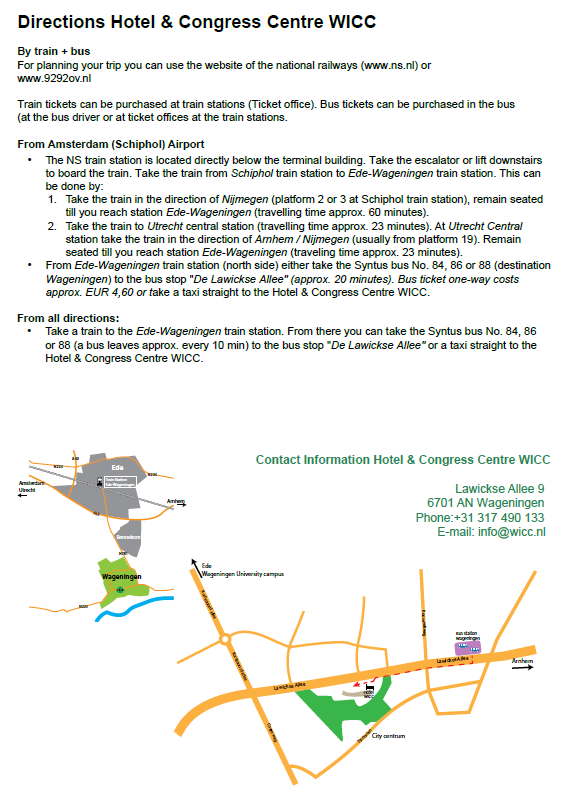 Directions Hotel & Congress Centre WICC
By train + bus
For planning your trip you can use the website of the national railways (www.ns.nl) or
www.9292ov.nl
Train tickets can be purchased at train stations (Ticket office). Bus tickets can be purchased in the bus
(at the bus driver or at ticket offices at the train stations.
From Amsterdam (Schiphol) Airport
• The NS train station is located directly below the terminal building. Take the escalator or lift downstairs
to board the train. Take the train from Schiphol train station to Ede-Wageningen train station. This can
be done by:
1. Take the train in the direction of Nijmegen (platform 2 or 3 at Schiphol train station), remain seated
till you reach station Ede-Wageningen (travelling time approx. 60 minutes).
2. Take the train to Utrecht central station (travelling time approx. 23 minutes). At Utrecht Central
station take the train in the direction of Arnhem / Nijmegen (usually from platform 19). Remain
seated till you reach station Ede-Wageningen (traveling time approx. 23 minutes).
• From Ede-Wageningen train station (north side) either take the Syntus bus No. 84, 86 or 88 (destination
Wageningen) to the bus stop "De Lawickse Allee" (approx. 20 minutes). Bus ticket one-way costs
approx. EUR 4,60 or take a taxi straight to the Hotel & Congress Centre WICC.
From all directions:
• Take a train to the Ede-Wageningen train station. From there you can take the Syntus bus No. 84, 86
or 88 (a bus leaves approx. every 10 min) to the bus stop "De Lawickse Allee" or a taxi straight to the
Hotel & Congress Centre WICC.
Contact Information Hotel & Congress Centre WICC
Lawickse Allee 9
6701 AN Wageningen
Phone:+31 317 490 133
E-mail: info@wicc.nl
Ede
Train Station
Ede-Wageningen
Amsterdam
Utrecht
Arnhem
Bennekom
Wageningen
Ede
Wageningen University campus
bus station
wageningen
Lawickse Allee
Arnhem
Lawickse Allee
Hotel
WICC
City centrum